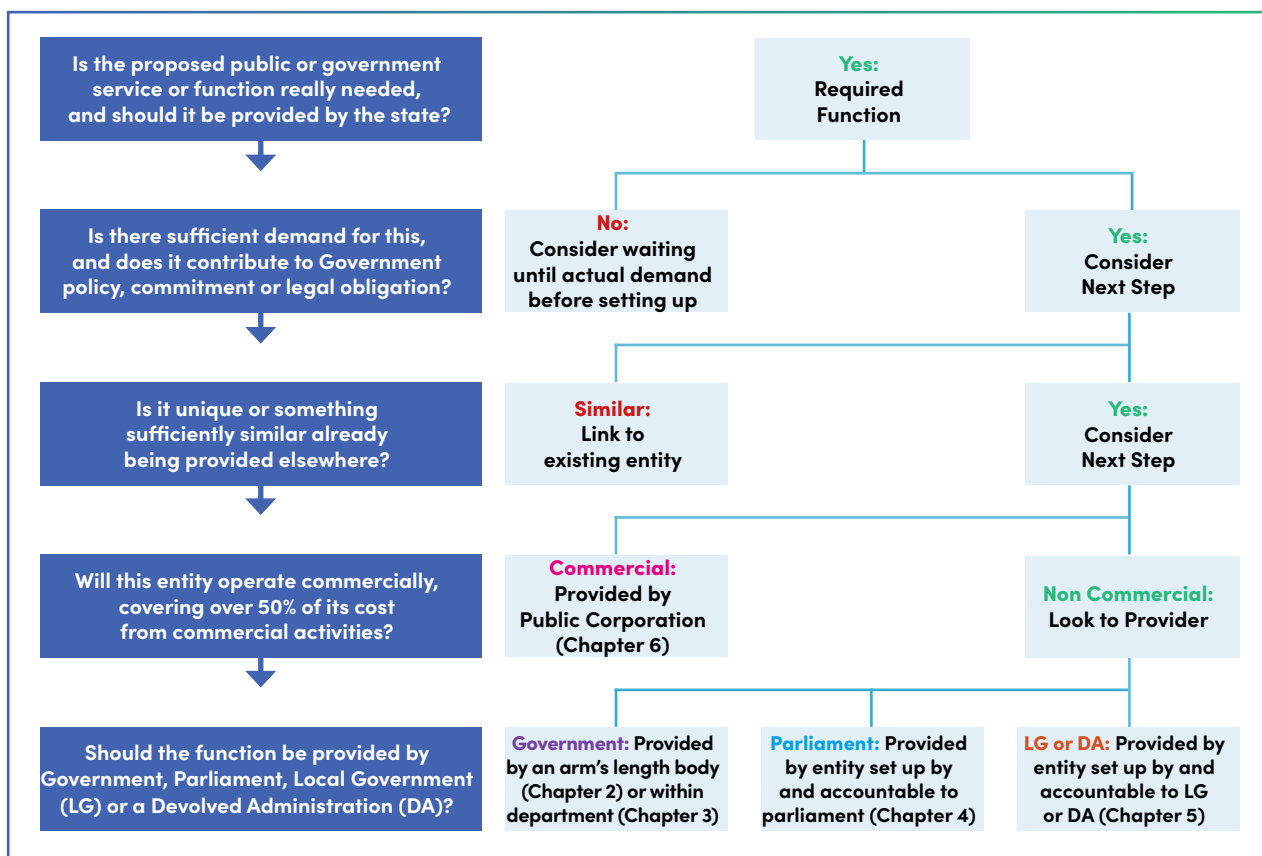 Is the proposed public or government
service or function really needed,
and should it be provided by the state?
Yes:
Required
Function
Is there sufficient demand for this,
and does it contribute to Government
policy, commitment or legal obligation?
No:
Consider waiting
until actual demand
before setting up
Yes:
Consider
Next Step
Is it unique or something
sufficiently similar already
being provided elsewhere?
Similar:
Link to
existing entity
Yes:
Consider
Next Step
Will this entity operate commercially,
covering over 50% of its cost
from commercial activities?
Commercial:
Provided by
Public Corporation
(Chapter 6)
Non Commercial:
Look to Provider
Should the function be provided by
Government, Parliament, Local Government
(LG) or a Devolved Administration (DA)?
Government: Provided
by an arm’s length body
(Chapter 2) or within
department (Chapter 3)
Parliament: Provided
by entity set up by
and accountable to
parliament (Chapter 4)
LG or DA: Provided by
entity set up by and
accountable to LG
or DA (Chapter 5)